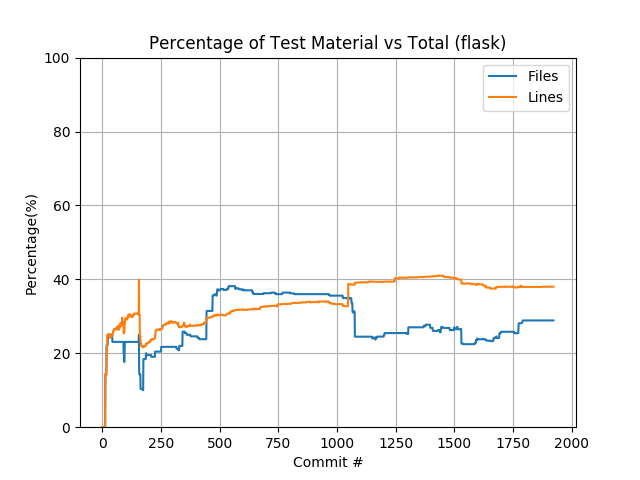 Percentage of Test Material vs Total (flask)
Files
Lines
Percentage(%)
100
80
60
40
20
0
0 250 500 750 1000 1250 1500 1750 2000
Commit #